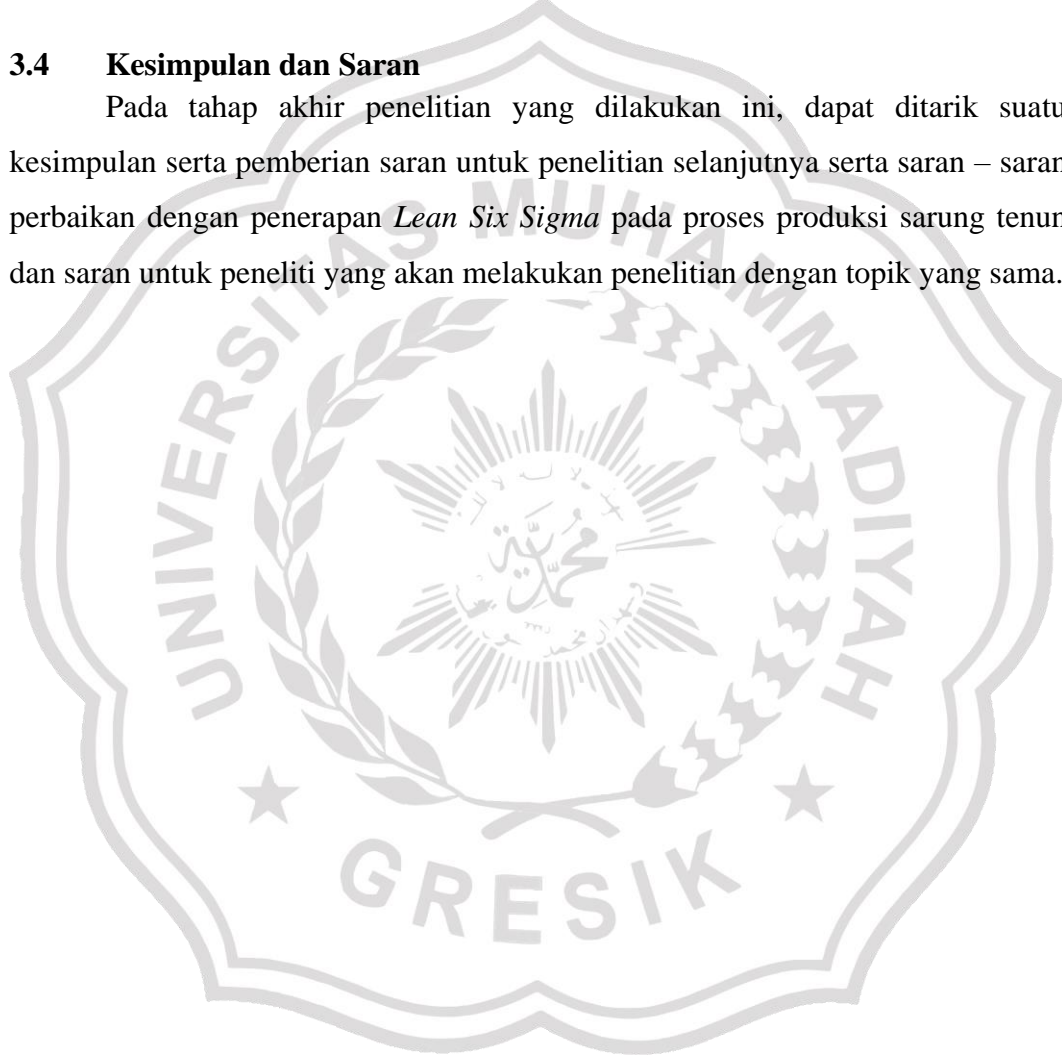 3.4 Kesimpulan dan Saran
Pada tahap akhir penelitian yang dilakukan ini, dapat ditarik suatu
kesimpulan serta pemberian saran untuk penelitian selanjutnya serta saran – saran
perbaikan dengan penerapan Lean Six Sigma pada proses produksi sarung tenun
dan saran untuk peneliti yang akan melakukan penelitian dengan topik yang sama.
UNIVERSITAS MUHAMMADIYAH
محمدية
GRESIK